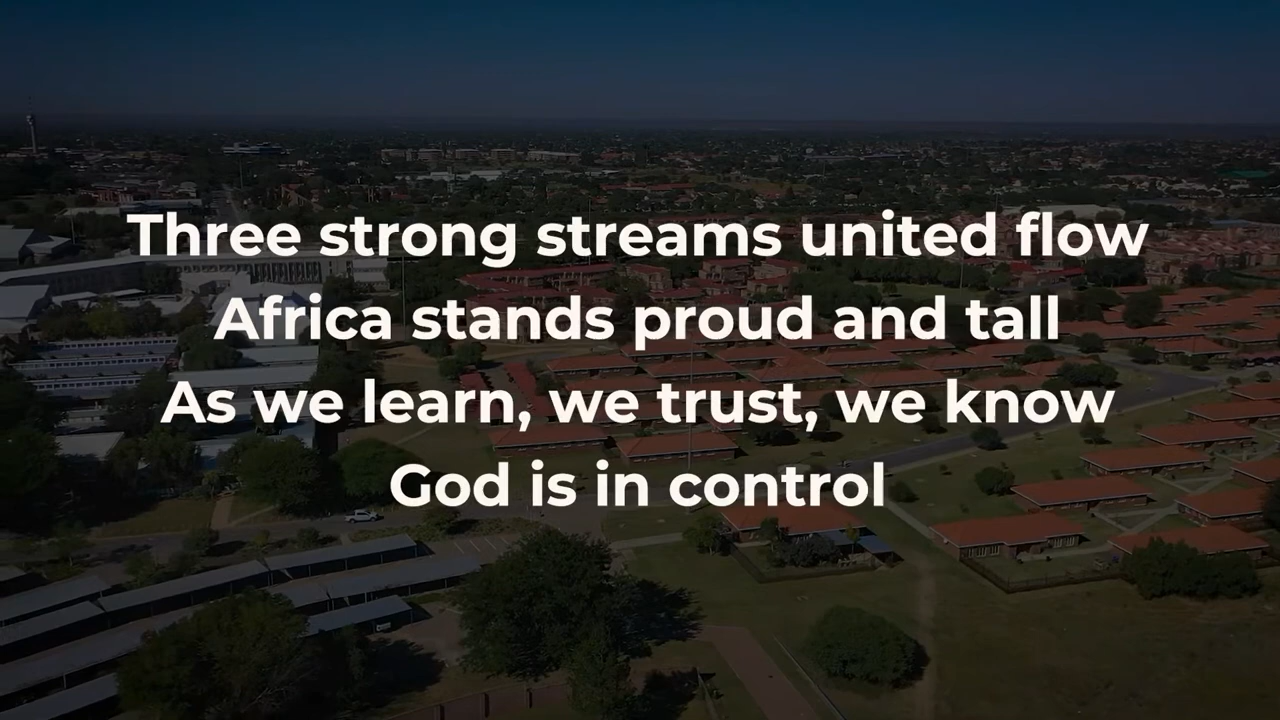 Three strong streams united flow
Africa stands proud and tall
As we learn, we trust, we know
God is in control